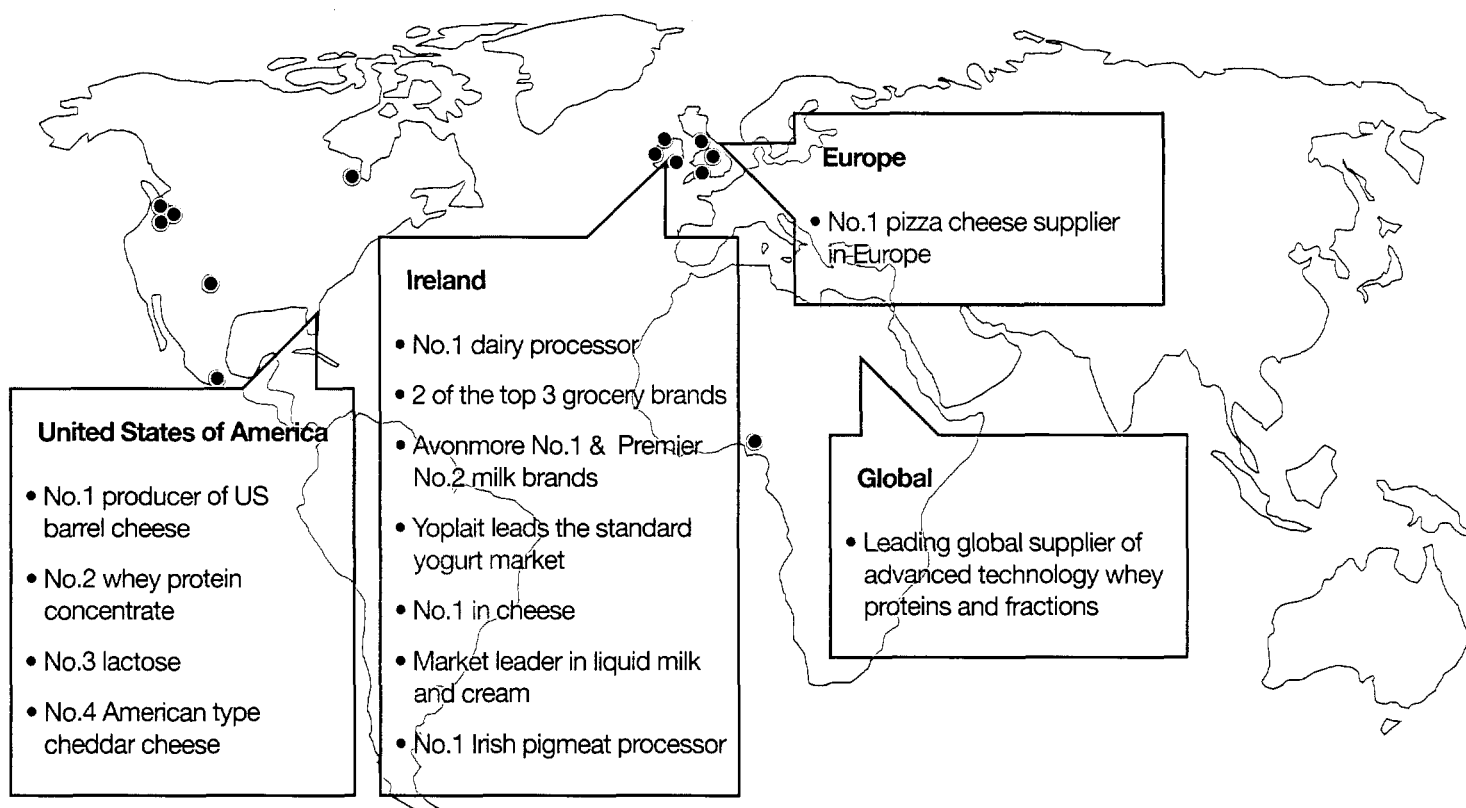 Europe
• No.1 pizza cheese supplier
in Europe
Ireland
• No.1 dairy processor
• 2 of the top 3 grocery brands
• Avonmore No.1 & Premier
No.2 milk brands
• Yoplait leads the standard
yogurt market
• No.1 in cheese
• Market leader in liquid milk
and cream
• No.1 Irish pigmeat processor
United States of America
• No.1 producer of US
barrel cheese
• No.2 whey protein
concentrate
• No.3 lactose
• No.4 American type
cheddar cheese
Global
• Leading global supplier of
advanced technology whey
proteins and fractions